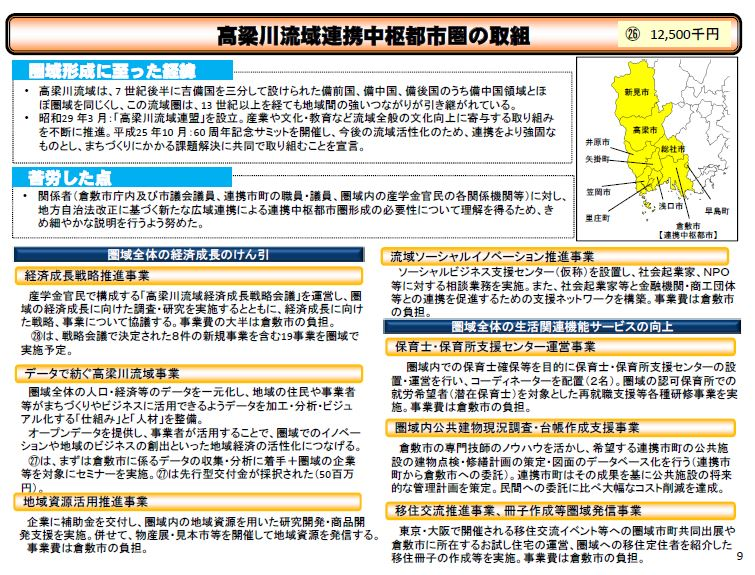 高梁川流域連携中枢都市圏の取組
㉖ 12,500千円
圏域形成に至った経緯
• 高梁川流域は、7世紀後半に吉備国を三分して設けられた備前国、備中国、備後国のうち備中国領域とほ
ぼ圏域を同じくし、この流域圏は、13世紀以上を経ても地域間の強いつながりが引き継がれている。
• 昭和29年3月:「高梁川流域連盟」を設立。産業や文化・教育など流域全般の文化向上に寄与する取り組み
を不断に推進。平成25年10月:60周年記念サミットを開催し、今後の流域活性化のため、連携をより強固な
ものとし、まちづくりにかかる課題解決に共同で取り組むことを宣言。
苦労した点
• 関係者(倉敷市庁内及び市議会議員、連携市町の職員・議員、圏域内の産学金官民の各関係機関等)に対し、
地方自治法改正に基づく新たな広域連携による連携中枢都市圏形成の必要性について理解を得るため、き
め細やかな説明を行うよう努めた。
新見市
高梁市
総社市
井原市
矢掛町
笠岡市
里庄町
浅口市
早島町
倉敷市
【連携中枢都市】
圏域全体の経済成長のけん引
経済成長戦略推進事業
産学金官民で構成する「高梁川流域経済成長戦略会議」を運営し、圏
域の経済成長に向けた調査・研究を実施するとともに、経済成長に向け
た戦略、事業について協議する。事業費の大半は倉敷市の負担。
㉘は、戦略会議で決定された8件の新規事業を含む19事業を圏域で
実施予定。
データで紡ぐ高梁川流域事業
圏域全体の人口・経済等のデータを一元化し、地域の住民や事業者
等がまちづくりやビジネスに活用できるようデータを加工・分析・ビジュ
アル化する「仕組み」と「人材」を整備。
オープンデータを提供し、事業者が活用することで、圏域でのイノベー
ションや地域のビジネスの創出といった地域経済の活性化につなげる。
㉗は、まずは倉敷市に係るデータの収集・分析に着手+圏域の企業
等を対象にセミナーを実施。㉗は先行型交付金が採択された(50百万
円)。
地域資源活用推進事業
企業に補助金を交付し、圏域内の地域資源を用いた研究開発・商品開
発支援を実施。併せて、物産展・見本市等を開催して地域資源を発信する。
事業費は倉敷市の負担。
流域ソーシャルイノベーション推進事業
ソーシャルビジネス支援センター(仮称)を設置し、社会起業家、NPO
等に対する相談業務を実施。また、社会起業家等と金融機関・商工団体
等との連携を促進するための支援ネットワークを構築。事業費は倉敷市
の負担。
圏域全体の生活関連機能サービスの向上
保育士・保育所支援センター運営事業
圏域内での保育士確保等を目的に保育士・保育所支援センターの設
置・運営を行い、コーディネーターを配置(2名)。圏域の認可保育所での
就労希望者(潜在保育士)を対象とした再就職支援等各種研修事業を実
施。事業費は倉敷市の負担。
圏域内公共建物現況調査・台帳作成支援事業
倉敷市の専門技師のノウハウを活かし、希望する連携市町の公共施
設の建物点検・修繕計画の策定・図面のデータベース化を行う(連携市
町から倉敷市への委託)。連携市町はその成果を基に公共施設の将来
的な管理計画を策定。民間への委託に比べ大幅なコスト削減を達成。
移住交流推進事業、冊子作成等圏域発信事業
東京・大阪で開催される移住交流イベント等への圏域市町共同出展や
倉敷市に所在するお試し住宅の運営、圏域への移住定住者を紹介した
移住冊子の作成等を実施。事業費は倉敷市の負担。
9